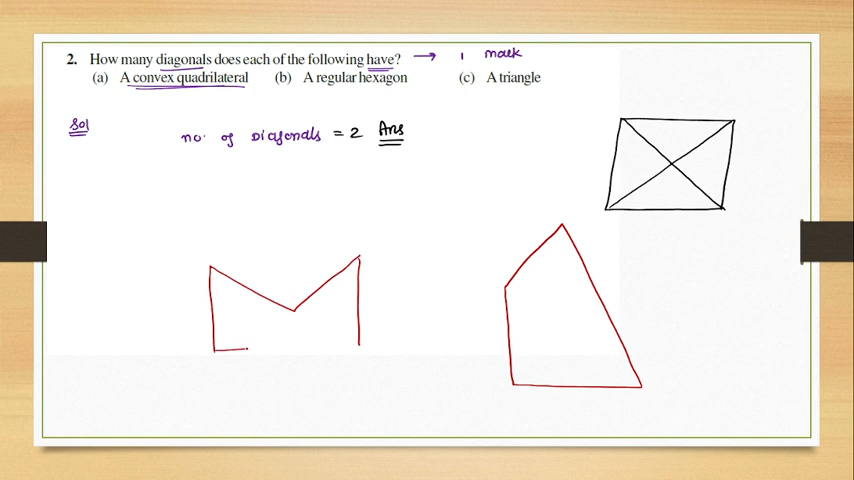 2. How many diagonals does each of the following have? → 1 mark
(a) A convex quadrilateral (b) A regular hexagon (c) A triangle
Sol
no. of Diagonals = 2 Ans